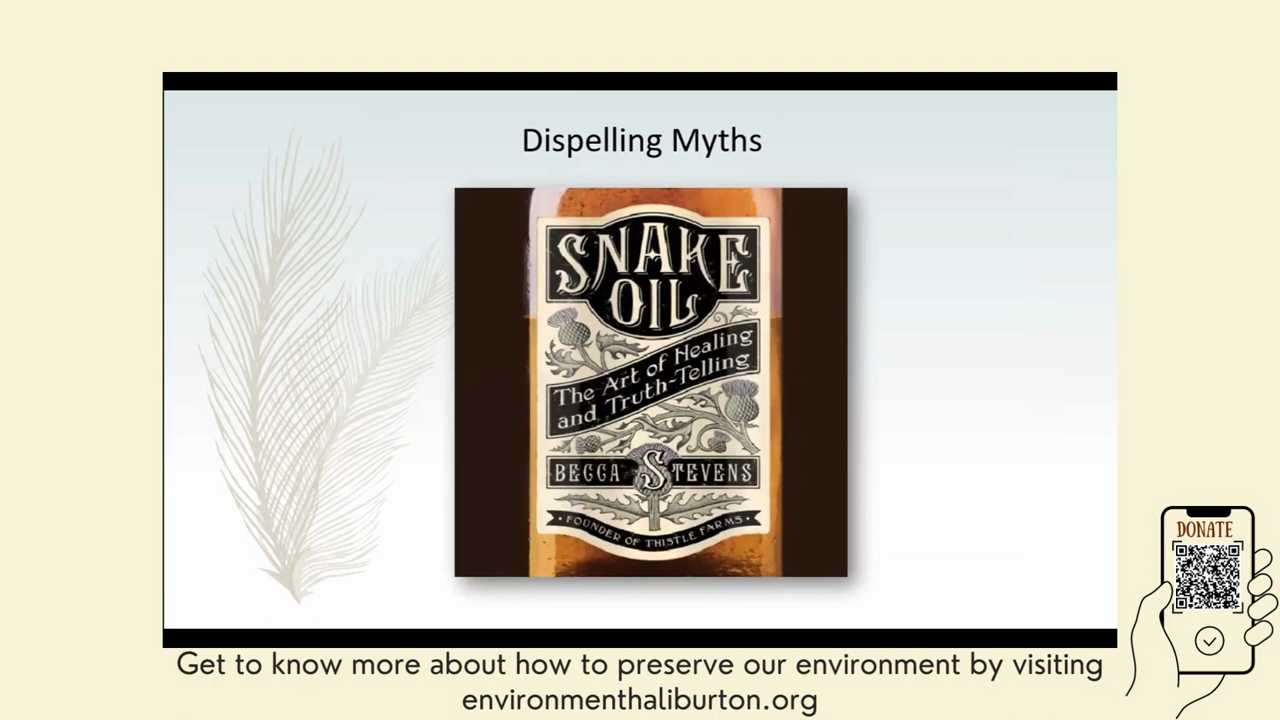 Dispelling Myths
SNAKE
OIL
The Art of Healing
and Truth-Telling
BECCA STEVENS
• FOUNDER OF THISTLE FARMS •
DONATE
Get to know more about how to preserve our environment by visiting
environmenthaliburton.org